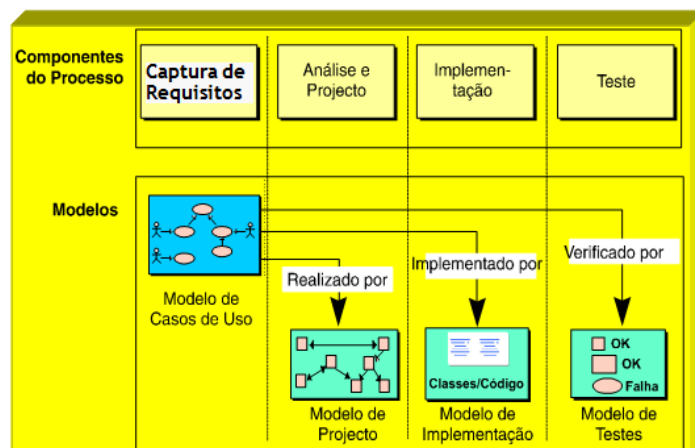 Componentes
do Processo
Captura de
Requisitos
Análise e
Projecto
Implemen-
tação
Teste
Modelos
Modelo de
Casos de Uso
Realizado por
Implementado por
Verificado por
Classes/Código
OK
OK
Falha
Modelo de
Projecto
Modelo de
Implementação
Modelo de
Testes